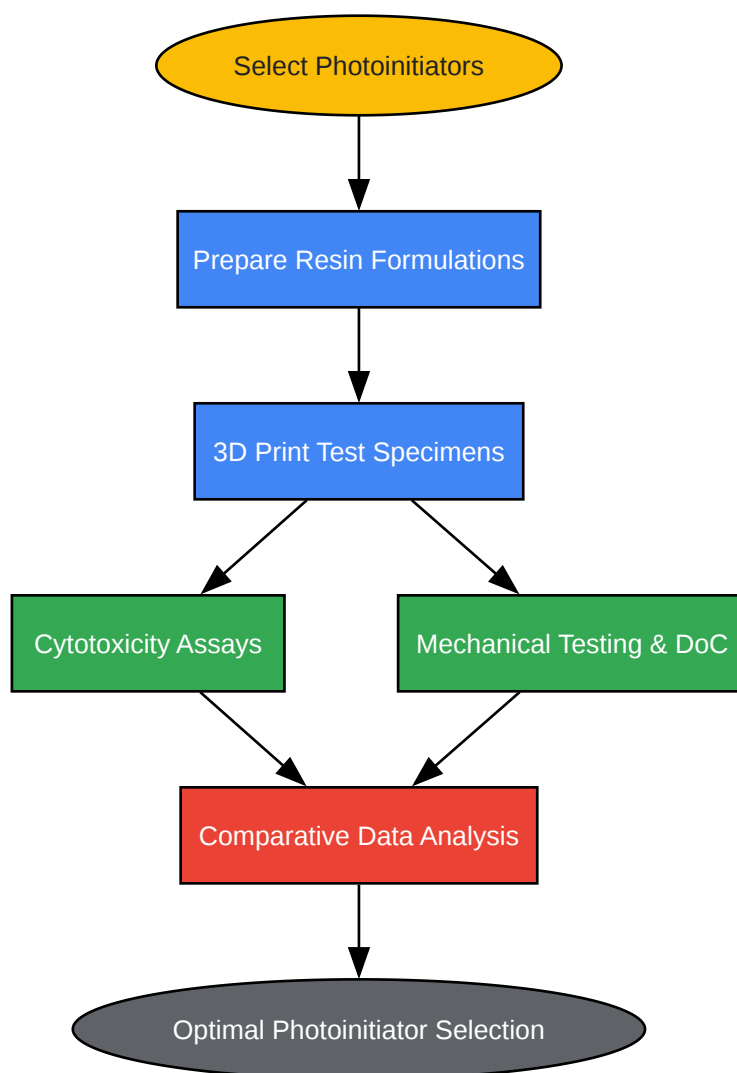 Select Photoinitiators
Prepare Resin Formulations
3D Print Test Specimens
Cytotoxicity Assays
Mechanical Testing & DoC
Comparative Data Analysis
Optimal Photoinitiator Selection